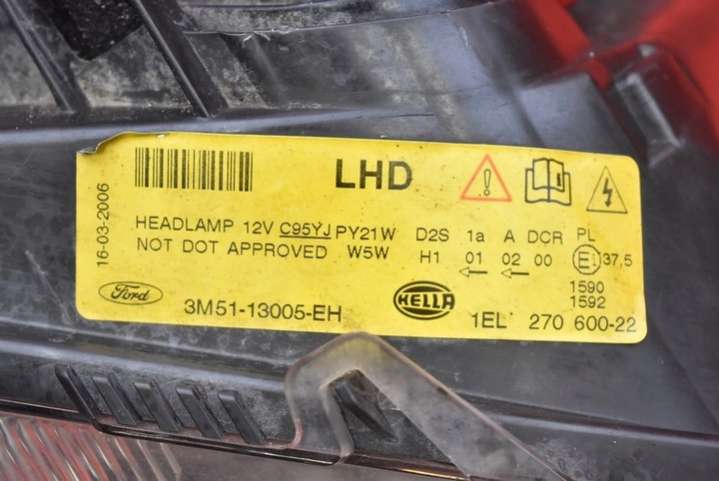 LHD
16-03-2006
HEADLAMP 12V C95YJ PY21W D2S 1a A DCR PL
NOT DOT APPROVED W5W H1 01 02 00 E1 37,5
1590
1592
Ford
3M51-13005-EH
HELLA
1EL 270 600-22